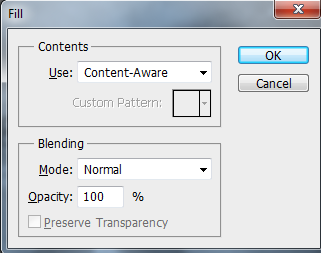 Fill
Contents
Use: Content-Aware
Custom Pattern:
OK
Cancel
Blending
Mode: Normal
Opacity: 100 %
Preserve Transparency